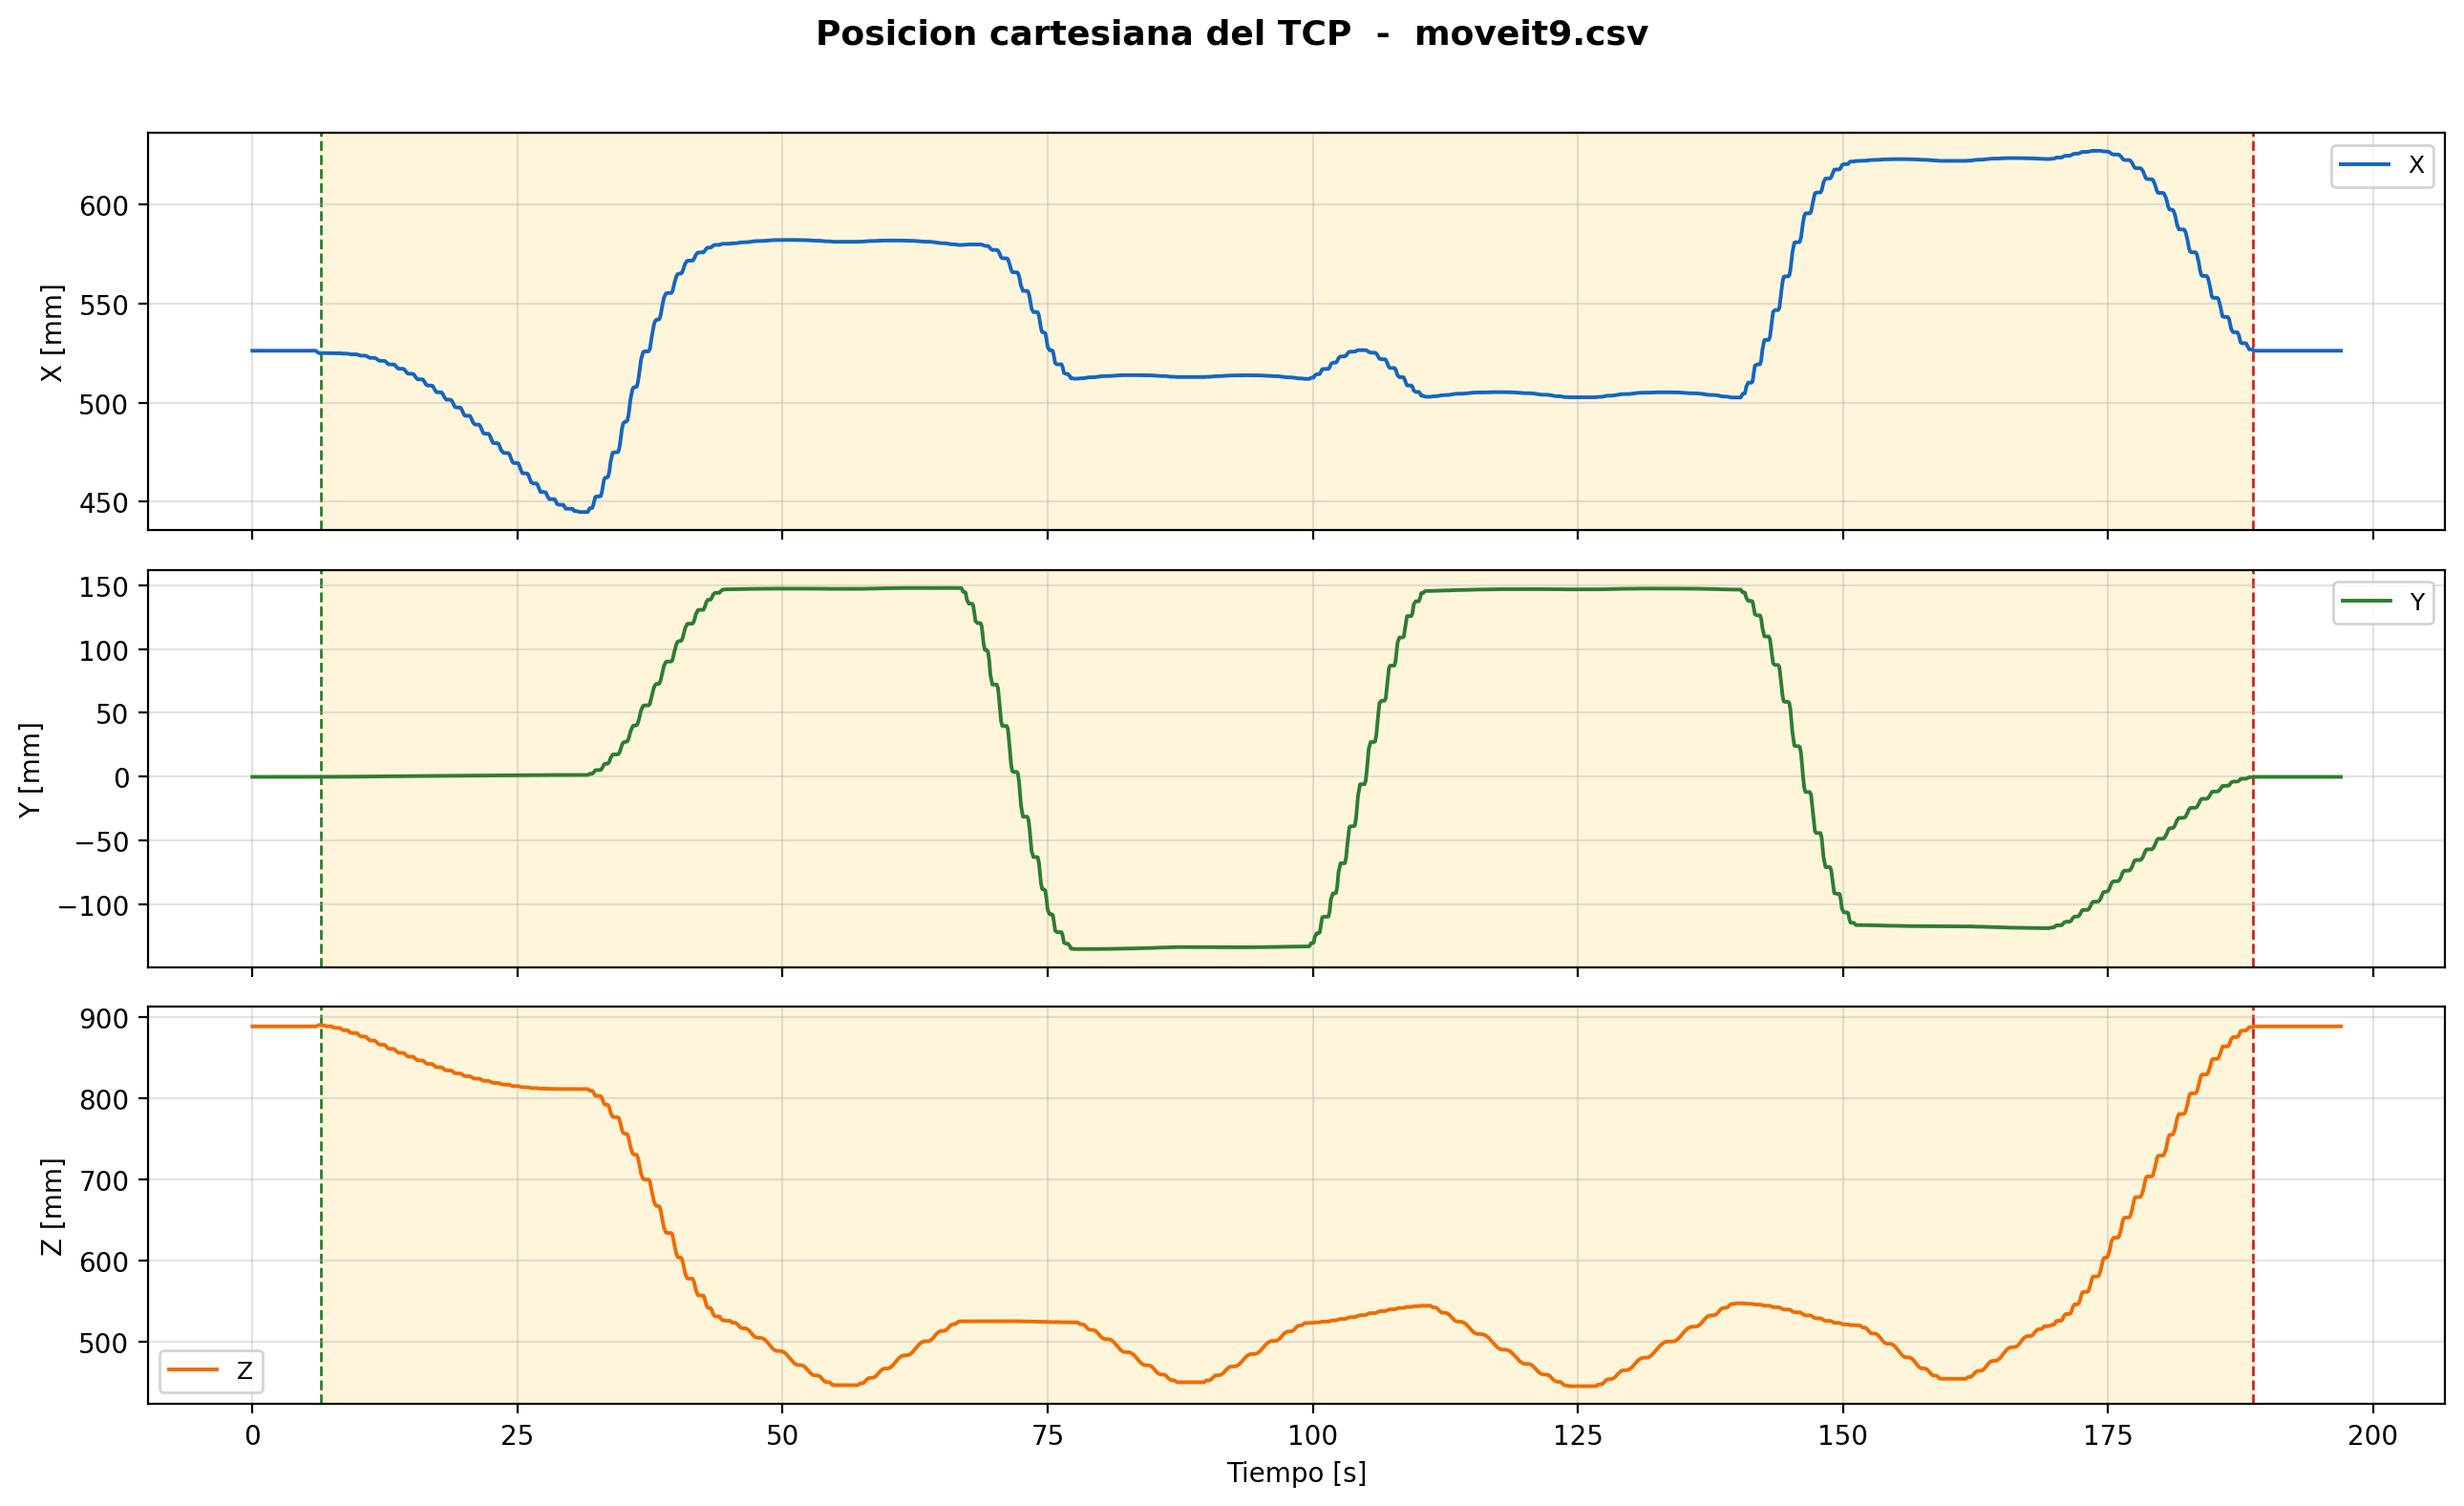 Posicion cartesiana del TCP  -  moveit9.csv
X [mm]
600
550
500
450
X
Y [mm]
150
100
50
0
−50
−100
Y
Z [mm]
900
800
700
600
500
Z
0 25 50 75 100 125 150 175 200
Tiempo [s]